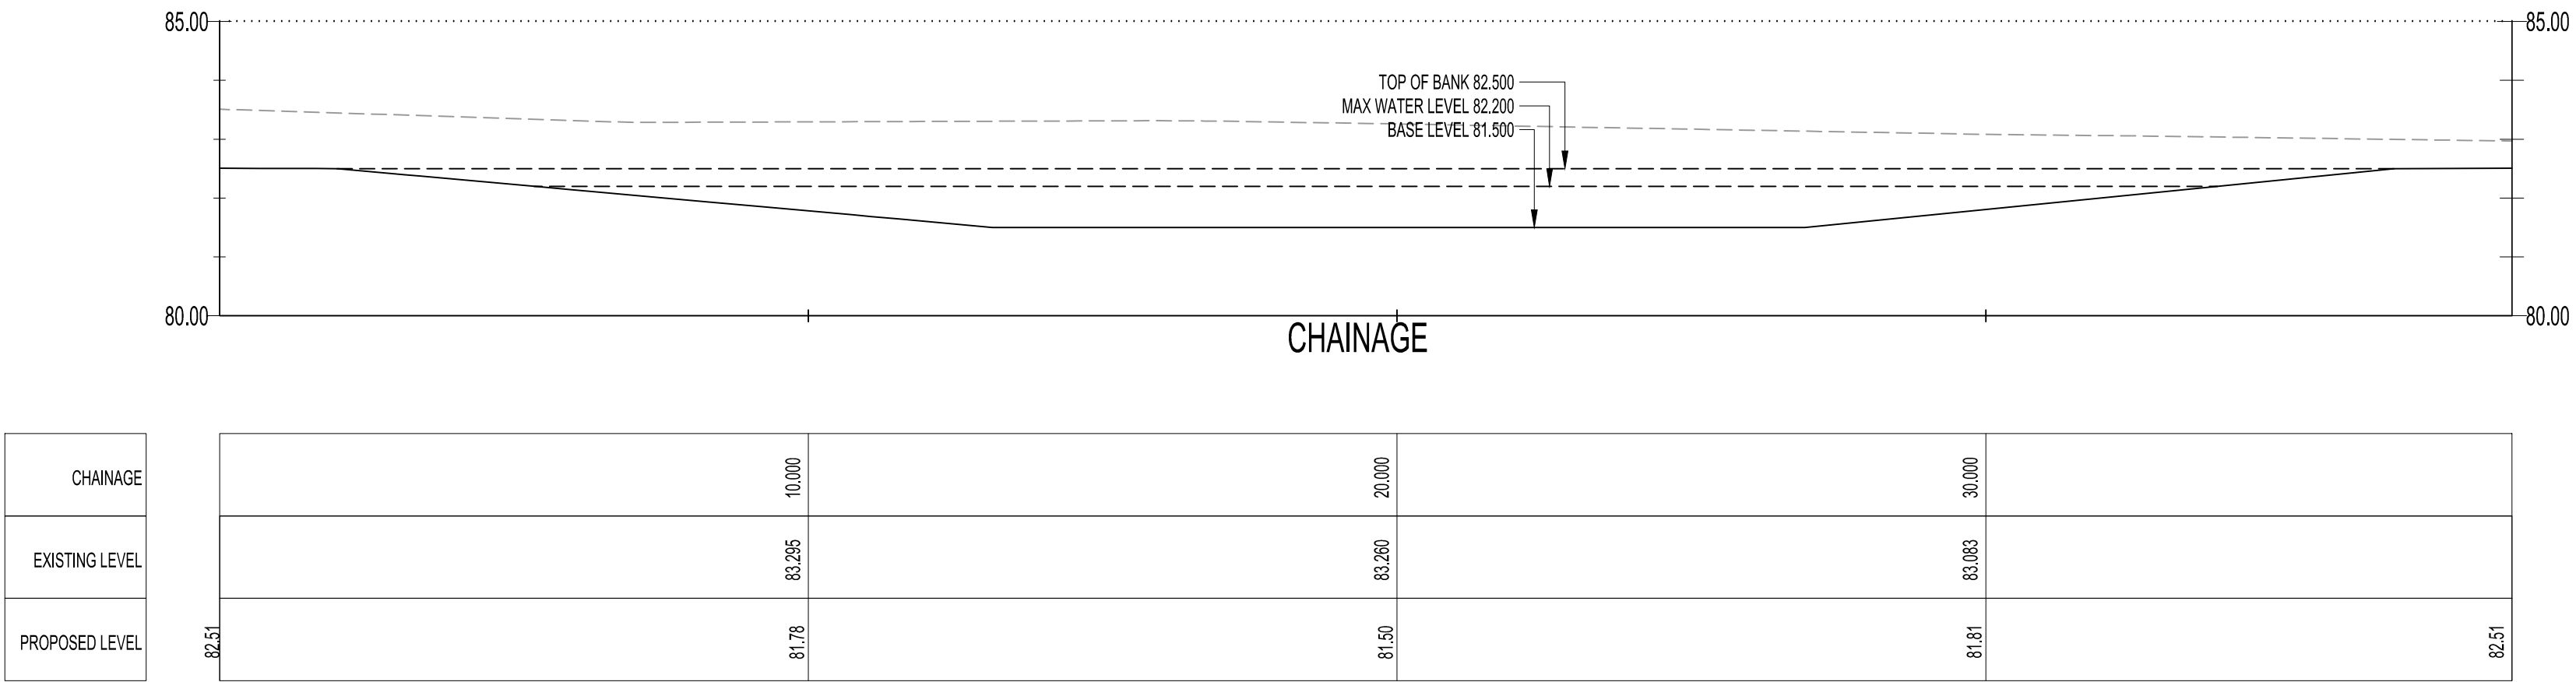 85.00
85.00
TOP OF BANK 82.500
MAX WATER LEVEL 82.200
BASE LEVEL 81.500
80.00
80.00
CHAINAGE
CHAINAGE
10.000
20.000
30.000
EXISTING LEVEL
83.295
83.260
83.083
PROPOSED LEVEL
82.51
81.78
81.50
81.81
82.51